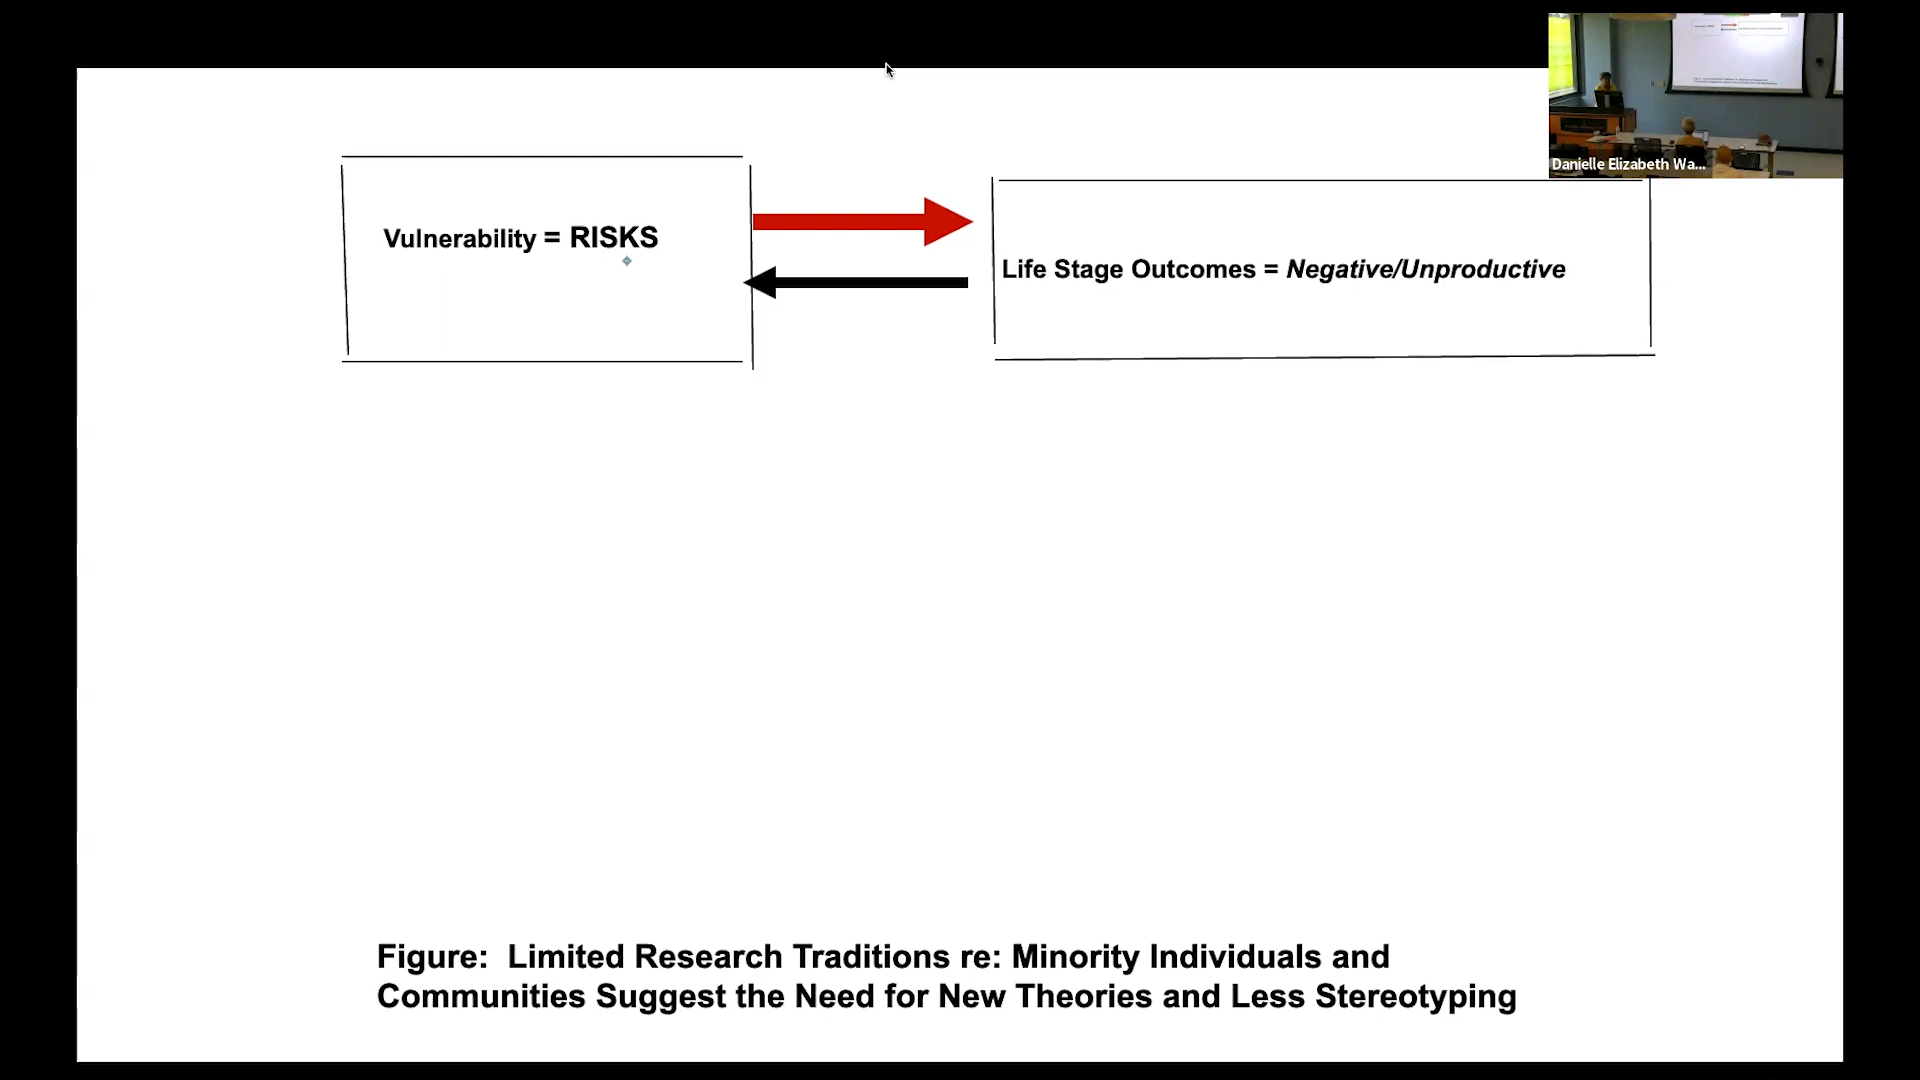 Danielle Elizabeth Wa...
Vulnerability = RISKS
Life Stage Outcomes = Negative/Unproductive
Figure: Limited Research Traditions re: Minority Individuals and
Communities Suggest the Need for New Theories and Less Stereotyping